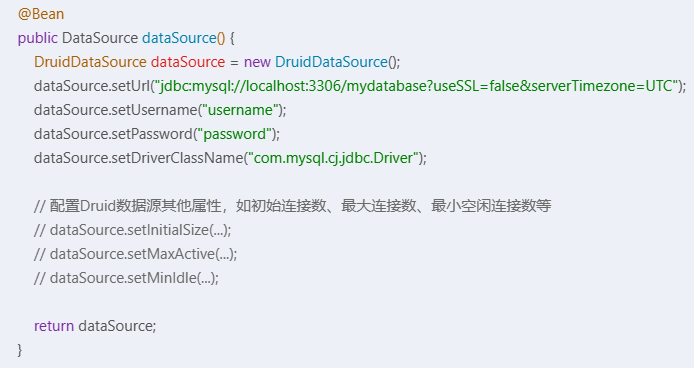 @Bean
public DataSource dataSource() {
    DruidDataSource dataSource = new DruidDataSource();
    dataSource.setUrl("jdbc:mysql://localhost:3306/mydatabase?useSSL=false&serverTimezone=UTC");
    dataSource.setUsername("username");
    dataSource.setPassword("password");
    dataSource.setDriverClassName("com.mysql.cj.jdbc.Driver");

    // 配置Druid数据源其他属性，如初始连接数、最大连接数、最小空闲连接数等
    // dataSource.setInitialSize(...);
    // dataSource.setMaxActive(...);
    // dataSource.setMinIdle(...);

    return dataSource;
}